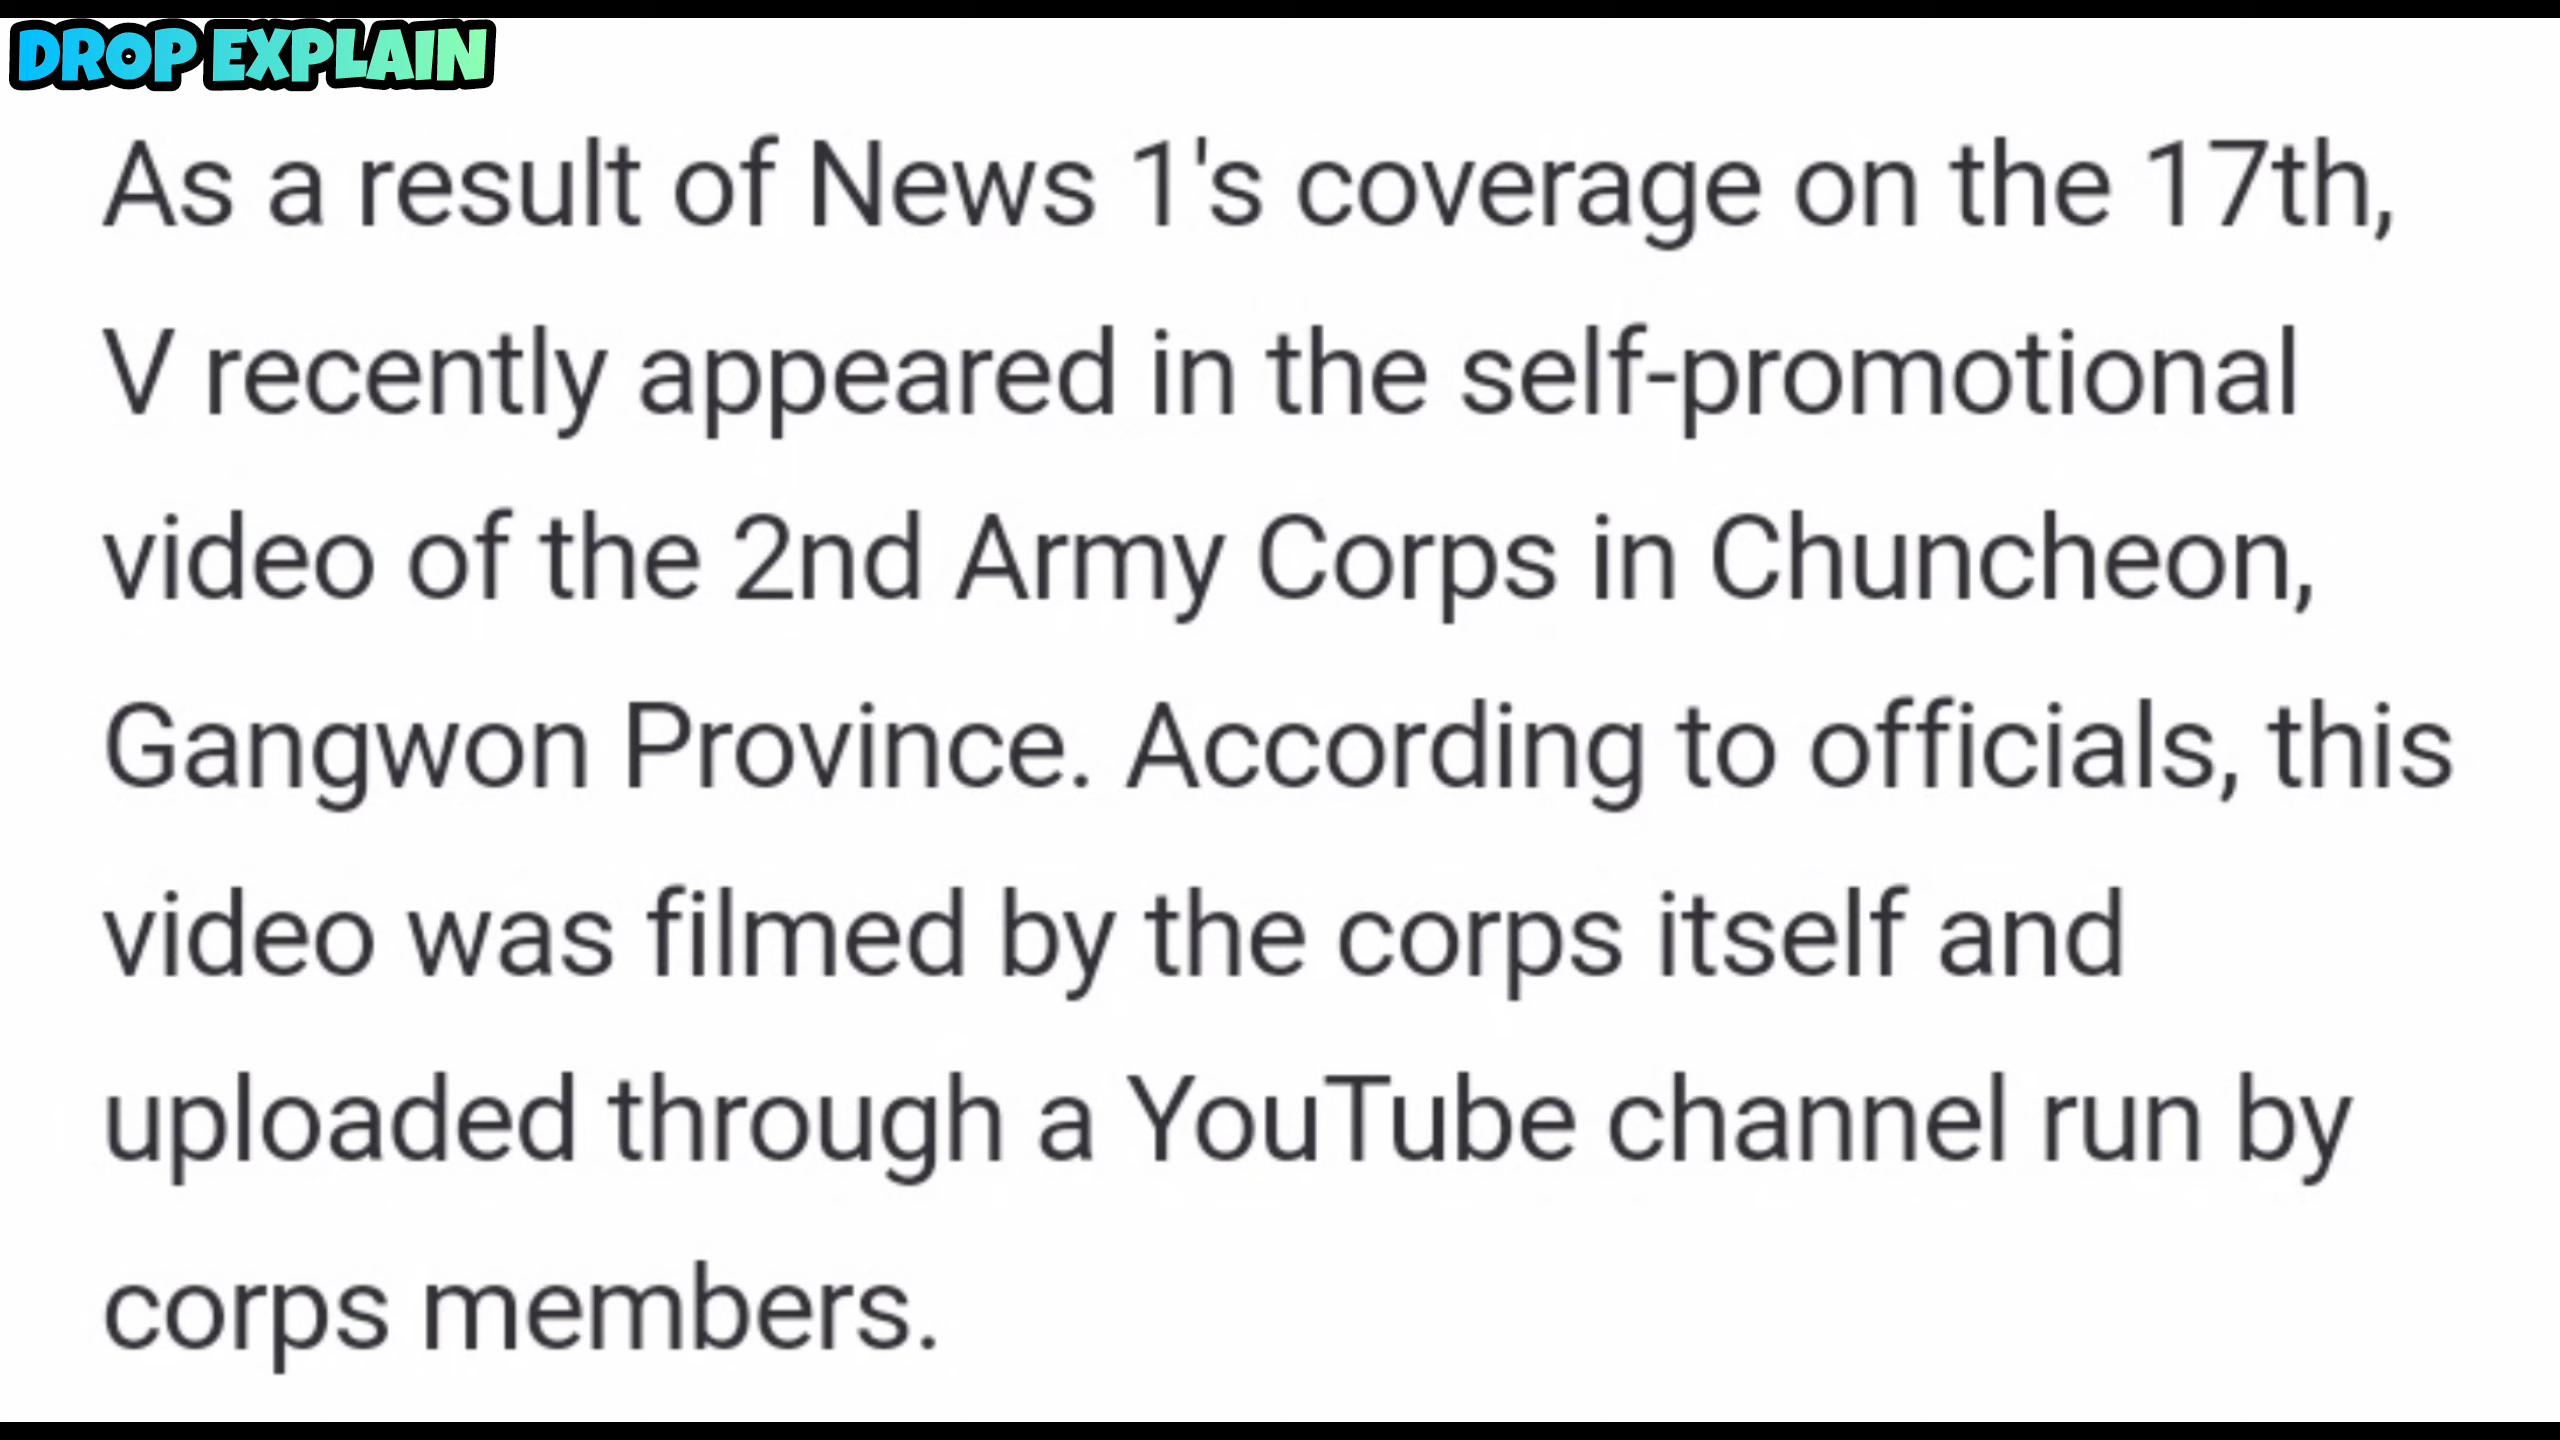 DROP EXPLAIN
As a result of News 1's coverage on the 17th,
V recently appeared in the self-promotional
video of the 2nd Army Corps in Chuncheon,
Gangwon Province. According to officials, this
video was filmed by the corps itself and
uploaded through a YouTube channel run by
corps members.